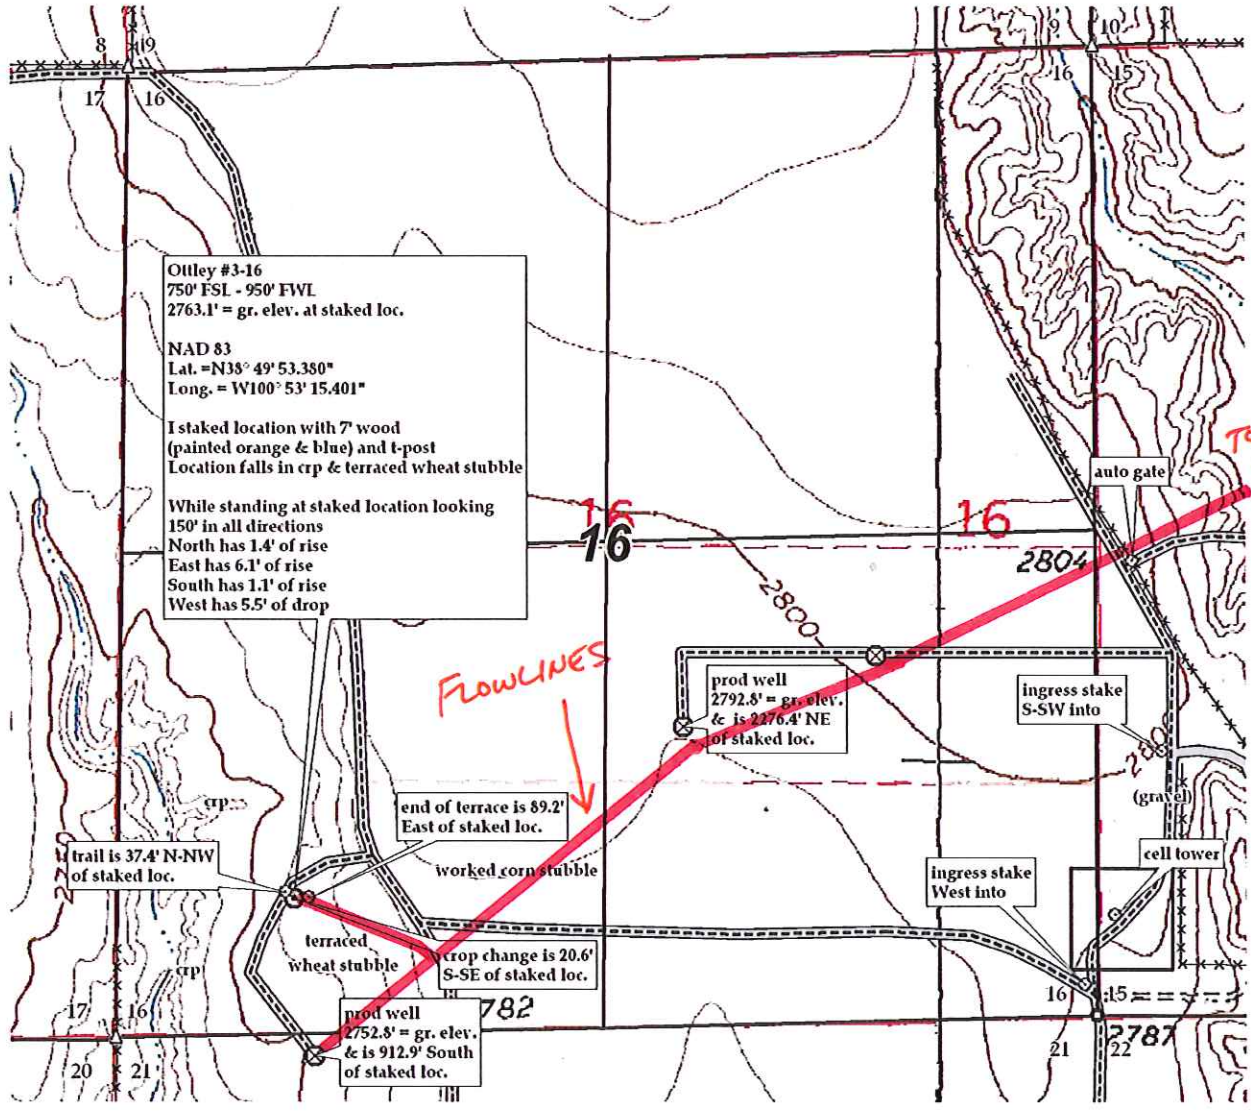 8 9
17 16
9 10
16 15
Ottley #3-16
750' FSL - 950' FWL
2763.1' = gr. elev. at staked loc.
NAD 83
Lat. =N38° 49' 53.380"
Long. = W100° 53' 15.401"
I staked location with 7' wood
(painted orange & blue) and t-post
Location falls in crp & terraced wheat stubble
While standing at staked location looking
150' in all directions
North has 1.4' of rise
East has 6.1' of rise
South has 1.1' of rise
West has 5.5' of drop
auto gate
16
16
16
2804
2800
FLOWLINES
prod well
2792.8' = gr. elev.
& is 2276.4' NE
of staked loc.
ingress stake
S-SW into
(gravel)
crp
end of terrace is 89.2'
East of staked loc.
trail is 37.4' N-NW
of staked loc.
worked corn stubble
cell tower
ingress stake
West into
terraced
wheat stubble
crop change is 20.6'
S-SE of staked loc.
crp
prod well
2752.8' = gr. elev.
& is 912.9' South
of staked loc.
782
17 16
20 21
16 15
21 22
2787